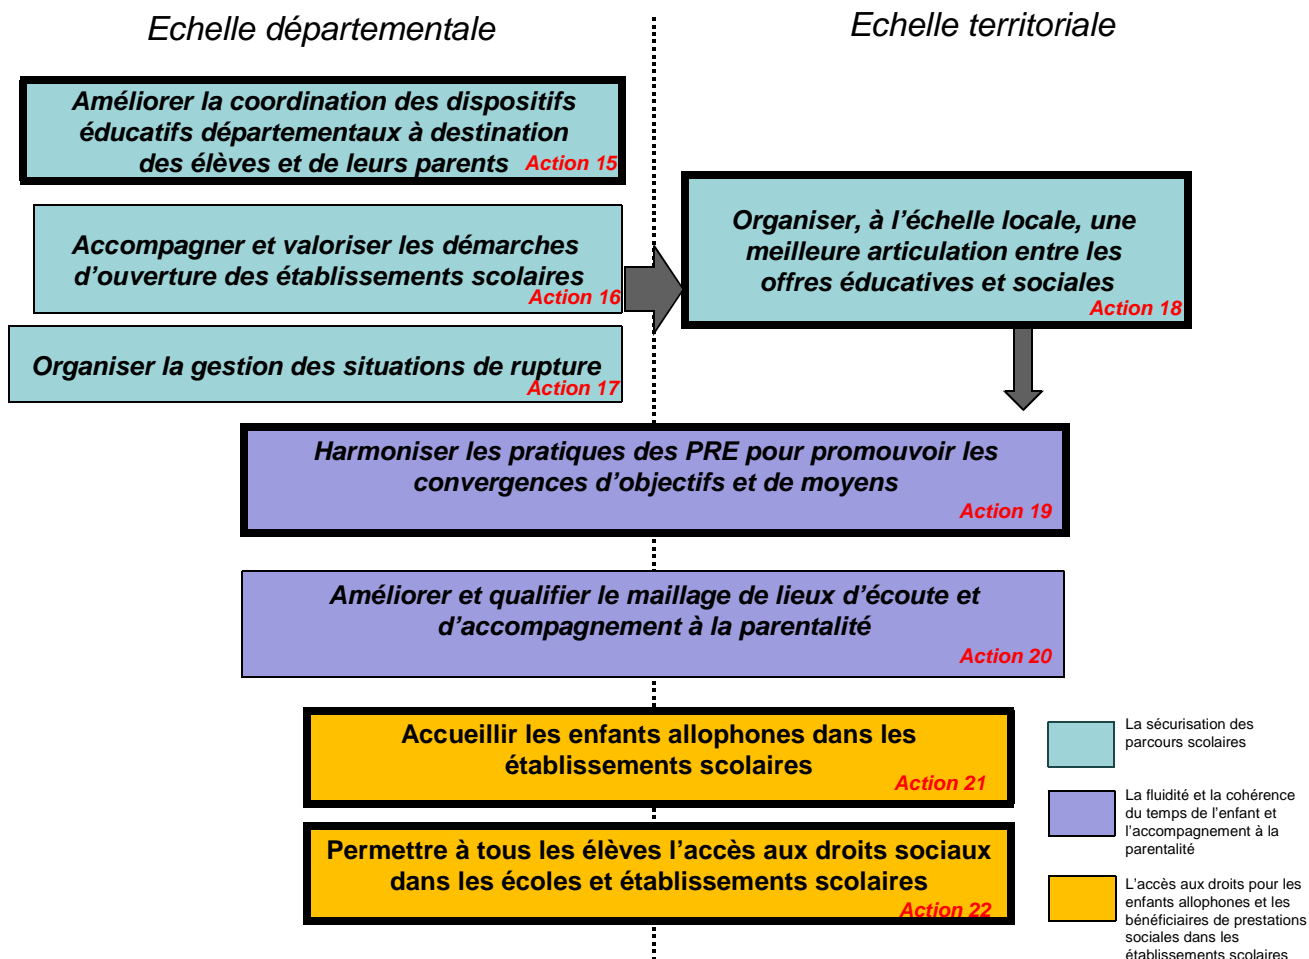 Echelle départementale
Echelle territoriale
Améliorer la coordination des dispositifs
éducatifs départementaux à destination
des élèves et de leurs parents
Action 15
Accompagner et valoriser les démarches
d’ouverture des établissements scolaires
Action 16
Organiser la gestion des situations de rupture
Action 17
Organiser, à l’échelle locale, une
meilleure articulation entre les
offres éducatives et sociales
Action 18
Harmoniser les pratiques des PRE pour promouvoir les
convergences d’objectifs et de moyens
Action 19
Améliorer et qualifier le maillage de lieux d’écoute et
d’accompagnement à la parentalité
Action 20
Accueillir les enfants allophones dans les
établissements scolaires
Action 21
Permettre à tous les élèves l’accès aux droits sociaux
dans les écoles et établissements scolaires
Action 22
La sécurisation des
parcours scolaires
La fluidité et la cohérence
du temps de l’enfant et
l’accompagnement à la
parentalité
L’accès aux droits pour les
enfants allophones et les
bénéficiaires de prestations
sociales dans les
établissements scolaires